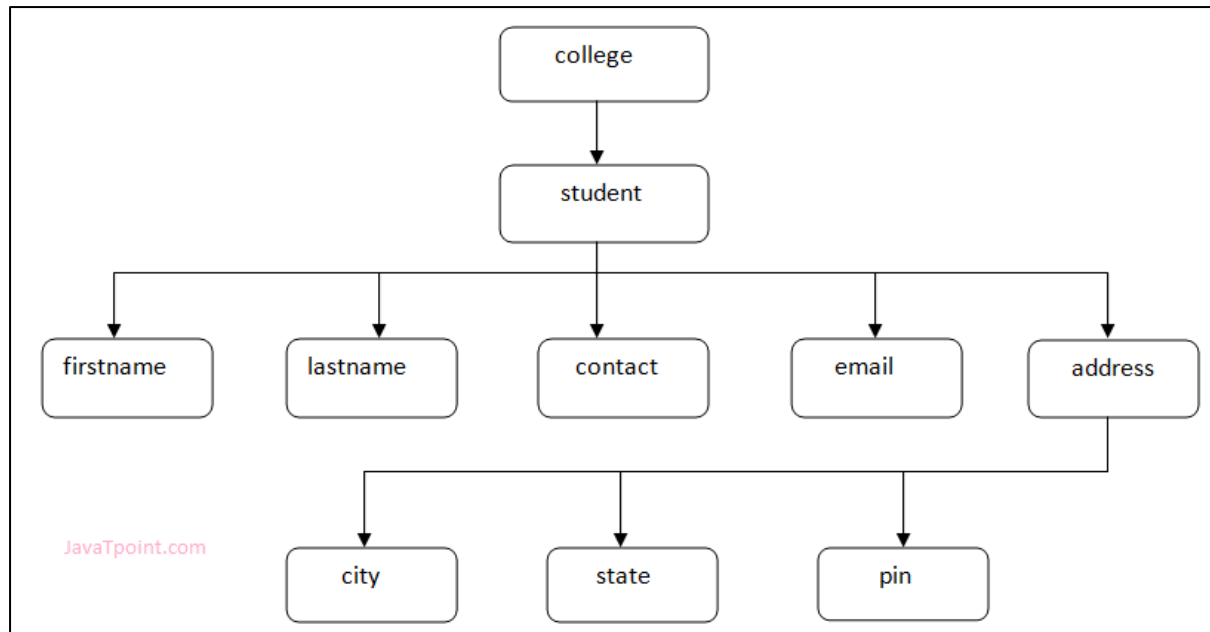 college
student
firstname
lastname
contact
email
address
city
state
pin
JavaTpoint.com